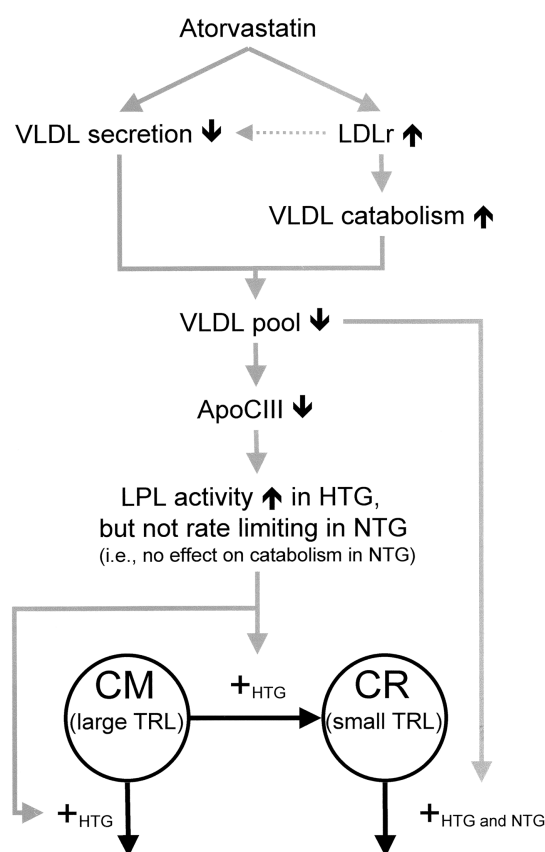 Atorvastatin
VLDL secretion
LDLr
VLDL catabolism
VLDL pool
ApoCIII
LPL activity in HTG,
but not rate limiting in NTG
(i.e., no effect on catabolism in NTG)
CM
(large TRL)
+HTG
CR
(small TRL)
+HTG
+HTG and NTG